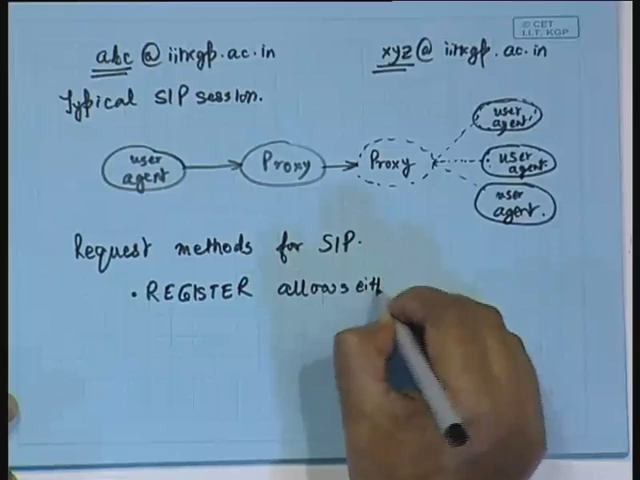 © CET
I.I.T. KGP
abc @ iitkgp.ac.in
xyz @ iitkgp.ac.in
Typical SIP session.
user agent
Proxy
Proxy
user agent
user agent
user agent.
Request methods for SIP.
• REGISTER allows eith